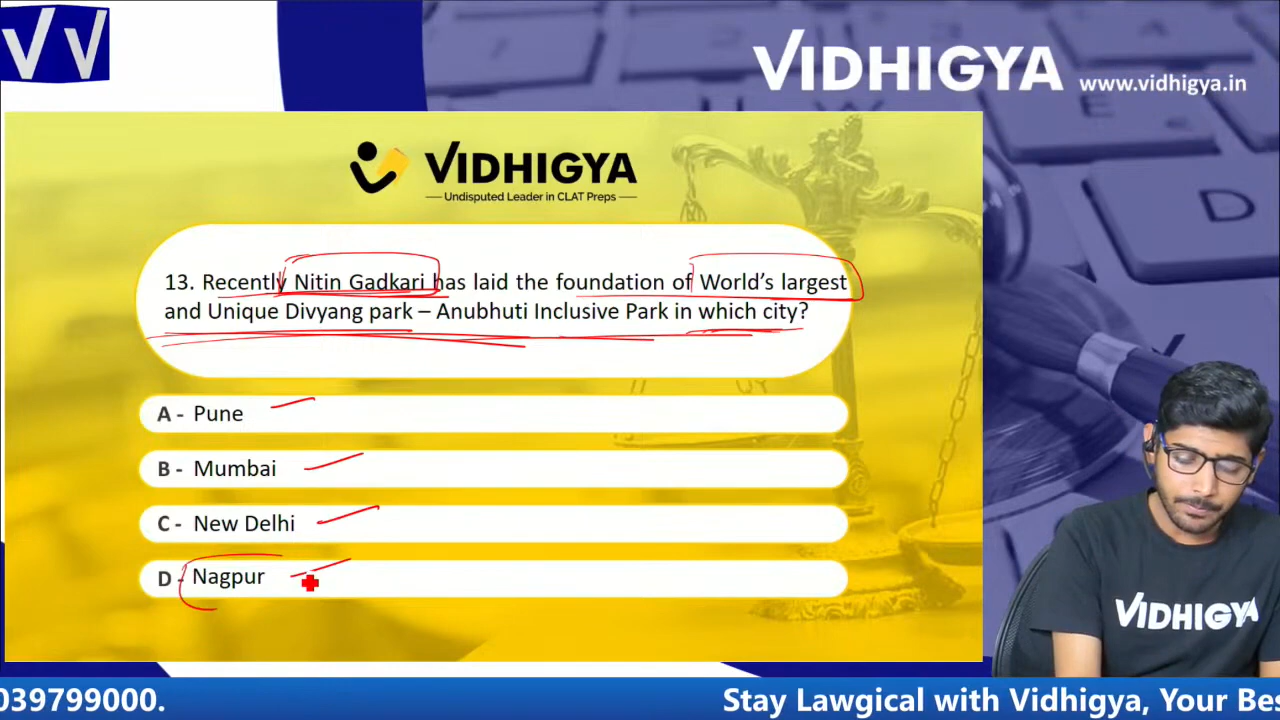 VV
VIDHIGYA www.vidhigya.in
VIDHIGYA
Undisputed Leader in CLAT Preps
13. Recently Nitin Gadkari has laid the foundation of World's largest
and Unique Divyang park – Anubhuti Inclusive Park in which city?
A - Pune
B - Mumbai
C - New Delhi
D - Nagpur
VIDHIGYA
039799000. Stay Lawgical with Vidhigya, Your Bes